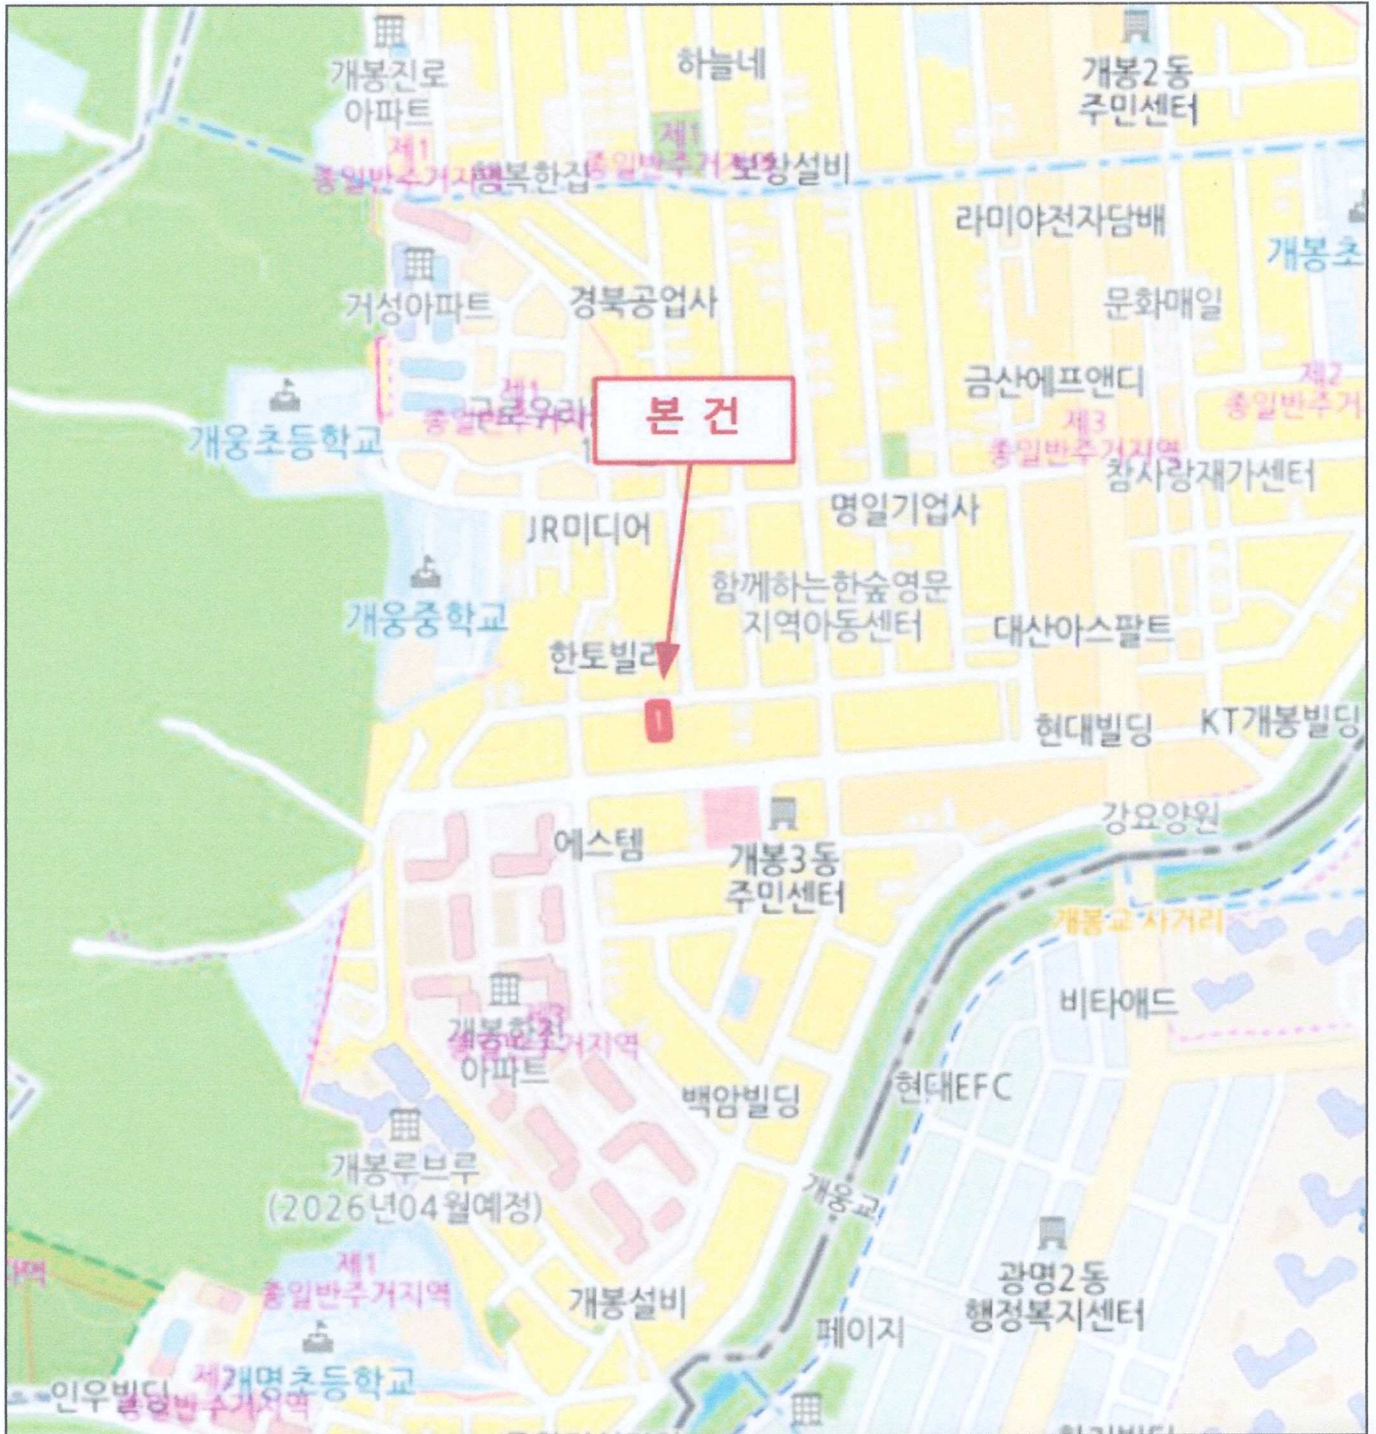 개봉진로
아파트
하늘네
개봉2동
주민센터
제1
제1
종일반주거지역
행복한집
보창설비
라미야전자담배
개봉초
거성아파트
경북공업사
문화매일
금산에프앤디
제2
종일반주거
개웅초등학교
제1
본 건
제3
종일반주거지역
참사랑재가센터
JR미디어
명일기업사
개웅중학교
함께하는한숲영문
지역아동센터
대산아스팔트
한토빌라
1
현대빌딩
KT개봉빌딩
에스템
강요양원
개봉3동
주민센터
개봉교 사거리
비타애드
개봉한진
아파트
현대EFC
백암빌딩
개봉루브루
(2026년04월예정)
개웅교
제1
종일반주거지역
개봉설비
광명2동
행정복지센터
페이지
개명초등학교
인우빌딩